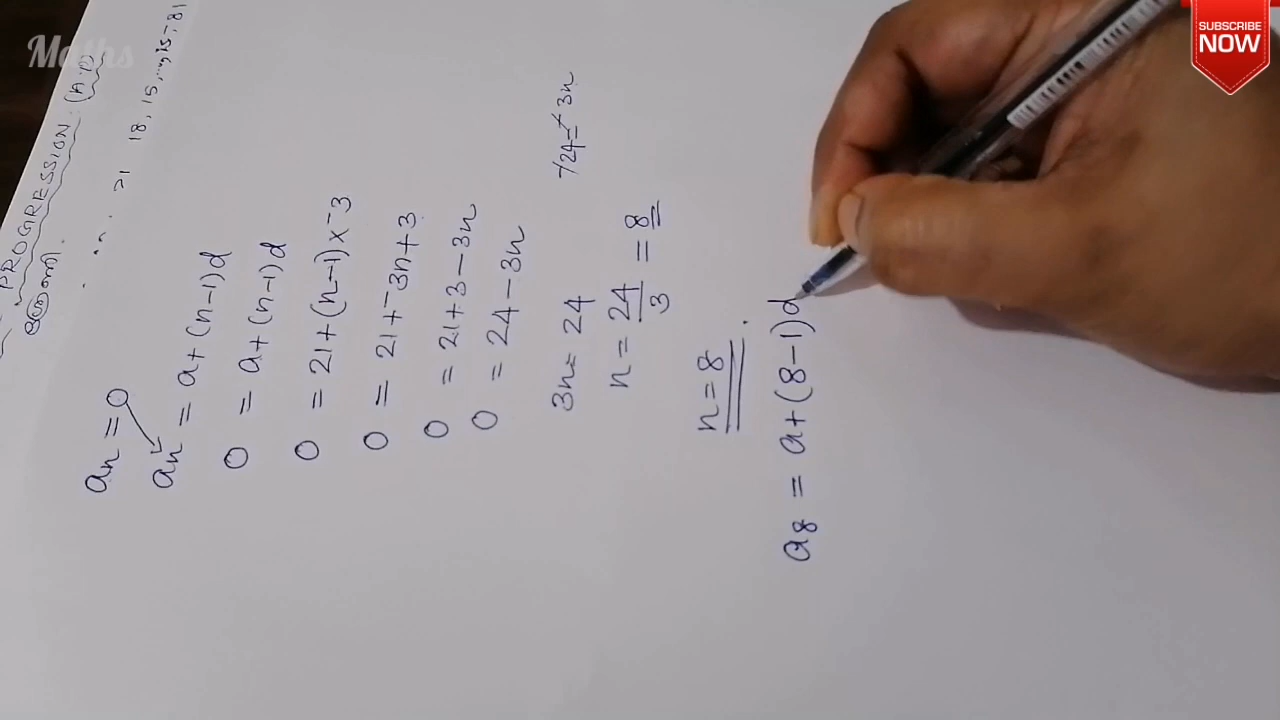 Maths
SUBSCRIBE
NOW
PROGRESSION (A.P)
21, 18, 15, ..., -81
aₙ = 0
aₙ = a+(n-1)d
0 = a+(n-1)d
0 = 21+(n-1)x⁻3
0 = 21+⁻3n+3
0 = 21+3-3n
0 = 24-3n
-24=-3n
3n= 24
n = 24/3 = 8
n=8.
a₈ = a+(8-1)d